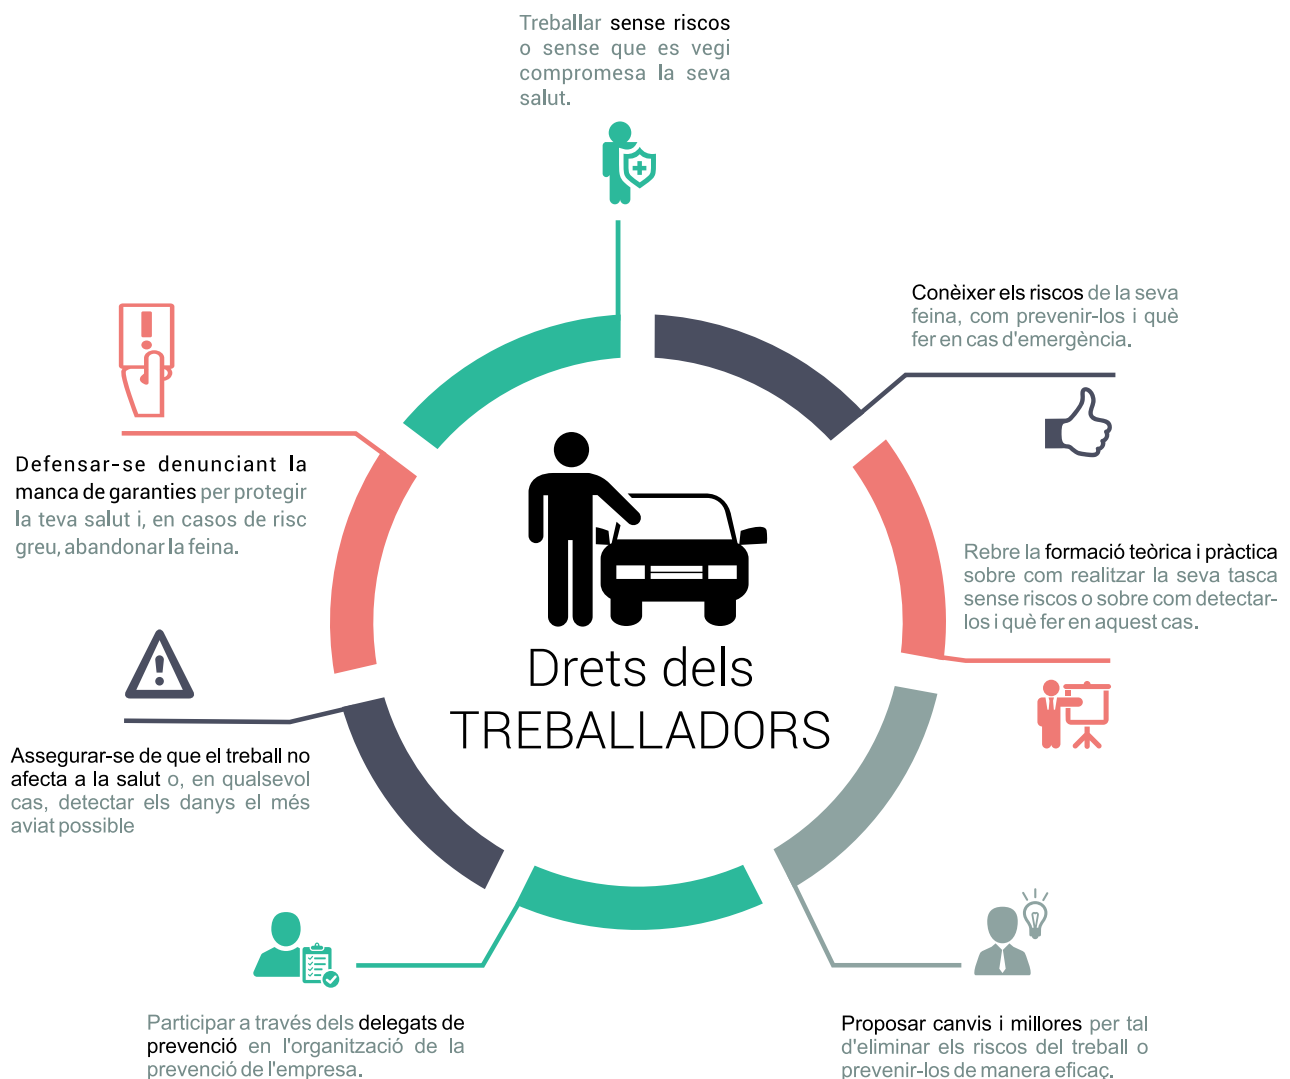 Treballar sense riscos
o sense que es vegi
compromesa la seva
salut.
Conèixer els riscos de la seva
feina, com prevenir-los i què
fer en cas d'emergència.
Rebre la formació teòrica i pràctica
sobre com realitzar la seva tasca
sense riscos o sobre com detectar-
los i què fer en aquest cas.
Proposar canvis i millores per tal
d'eliminar els riscos del treball o
prevenir-los de manera eficaç.
Participar a través dels delegats de
prevenció en l'organització de la
prevenció de l'empresa.
Assegurar-se de que el treball no
afecta a la salut o, en qualsevol
cas, detectar els danys el més
aviat possible
Defensar-se denunciant la
manca de garanties per protegir
la teva salut i, en casos de risc
greu, abandonar la feina.
Drets dels
TREBALLADORS